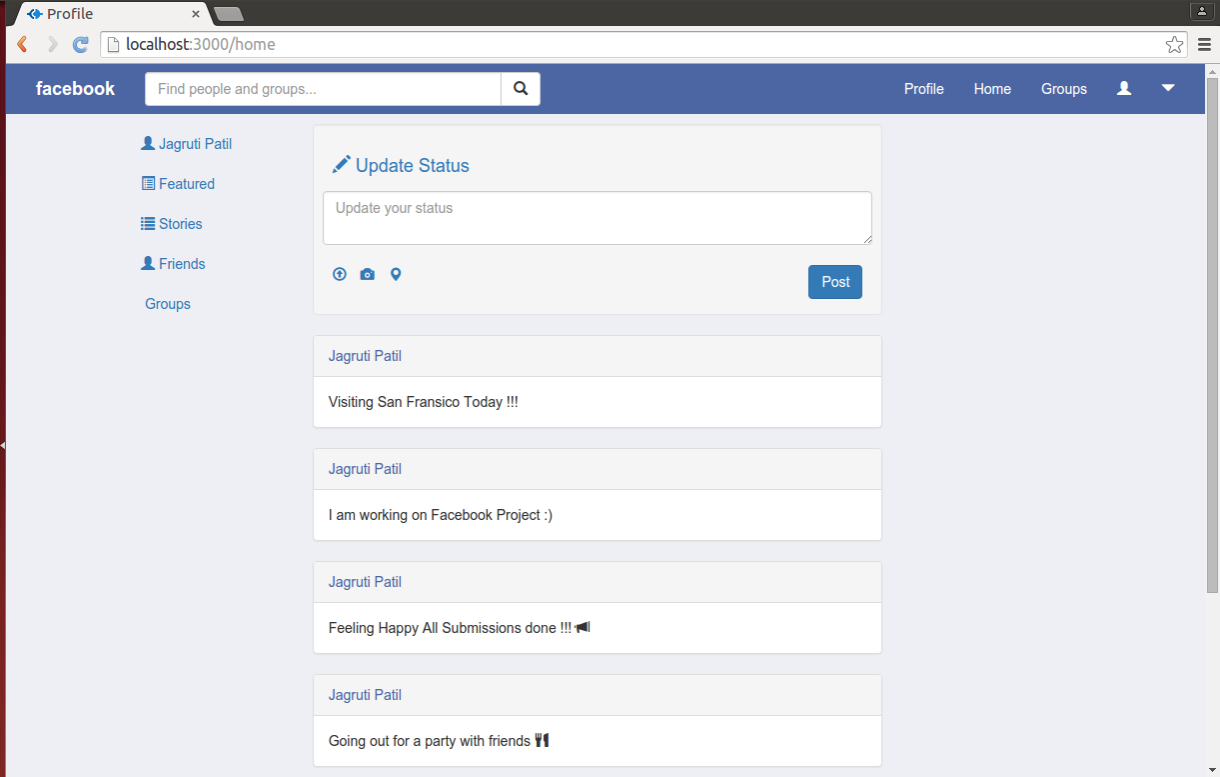 Profile
localhost:3000/home
facebook
Find people and groups...
Profile
Home
Groups
Jagruti Patil
Featured
Stories
Friends
Groups
Update Status
Update your status
Post
Jagruti Patil
Visiting San Fransico Today !!!
Jagruti Patil
I am working on Facebook Project :)
Jagruti Patil
Feeling Happy All Submissions done !!!
Jagruti Patil
Going out for a party with friends